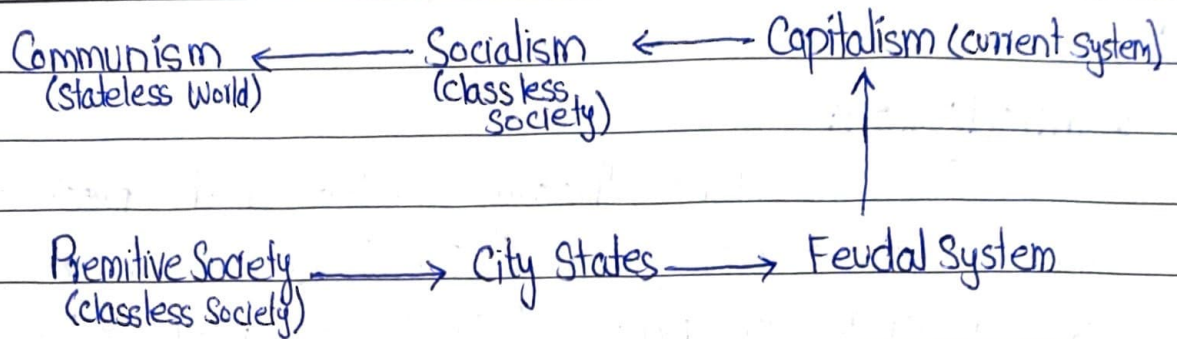 Communism ← Socialism ← Capitalism (current system)
(Stateless World) (classless
society)
Premitive Society → City States → Feudal System
(classless Society)